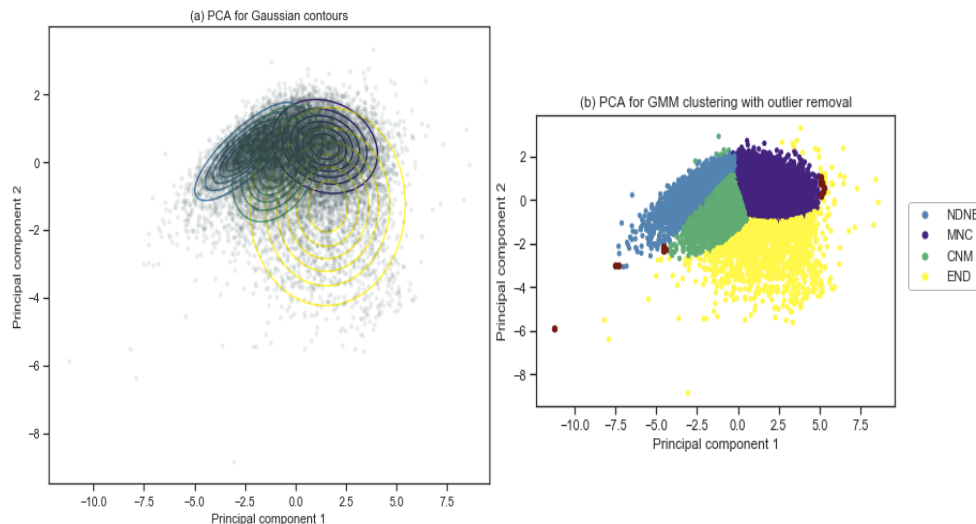 (a) PCA for Gaussian contours
Principal component 2
2
0
−2
−4
−6
−8
−10.0 −7.5 −5.0 −2.5 0.0 2.5 5.0 7.5
Principal component 1
(b) PCA for GMM clustering with outlier removal
Principal component 2
2
0
−2
−4
−6
−8
−10.0 −7.5 −5.0 −2.5 0.0 2.5 5.0 7.5
Principal component 1
NDNE
MNC
CNM
END